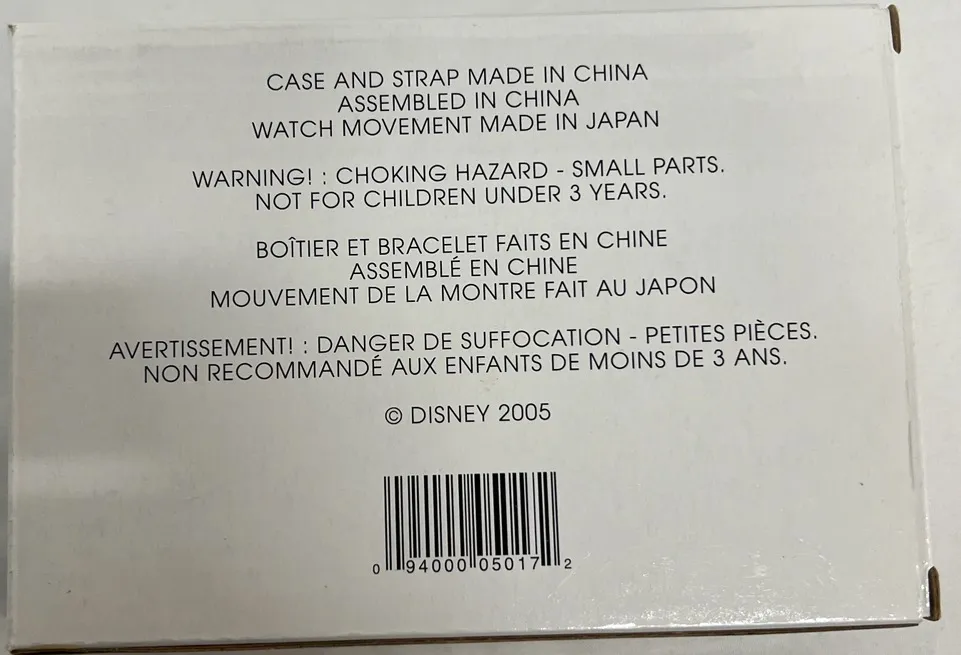 CASE AND STRAP MADE IN CHINA
ASSEMBLED IN CHINA
WATCH MOVEMENT MADE IN JAPAN
WARNING! : CHOKING HAZARD - SMALL PARTS.
NOT FOR CHILDREN UNDER 3 YEARS.
BOÎTIER ET BRACELET FAITS EN CHINE
ASSEMBLÉ EN CHINE
MOUVEMENT DE LA MONTRE FAIT AU JAPON
AVERTISSEMENT! : DANGER DE SUFFOCATION - PETITES PIÈCES.
NON RECOMMANDÉ AUX ENFANTS DE MOINS DE 3 ANS.
© DISNEY 2005
0 94000 05017 2